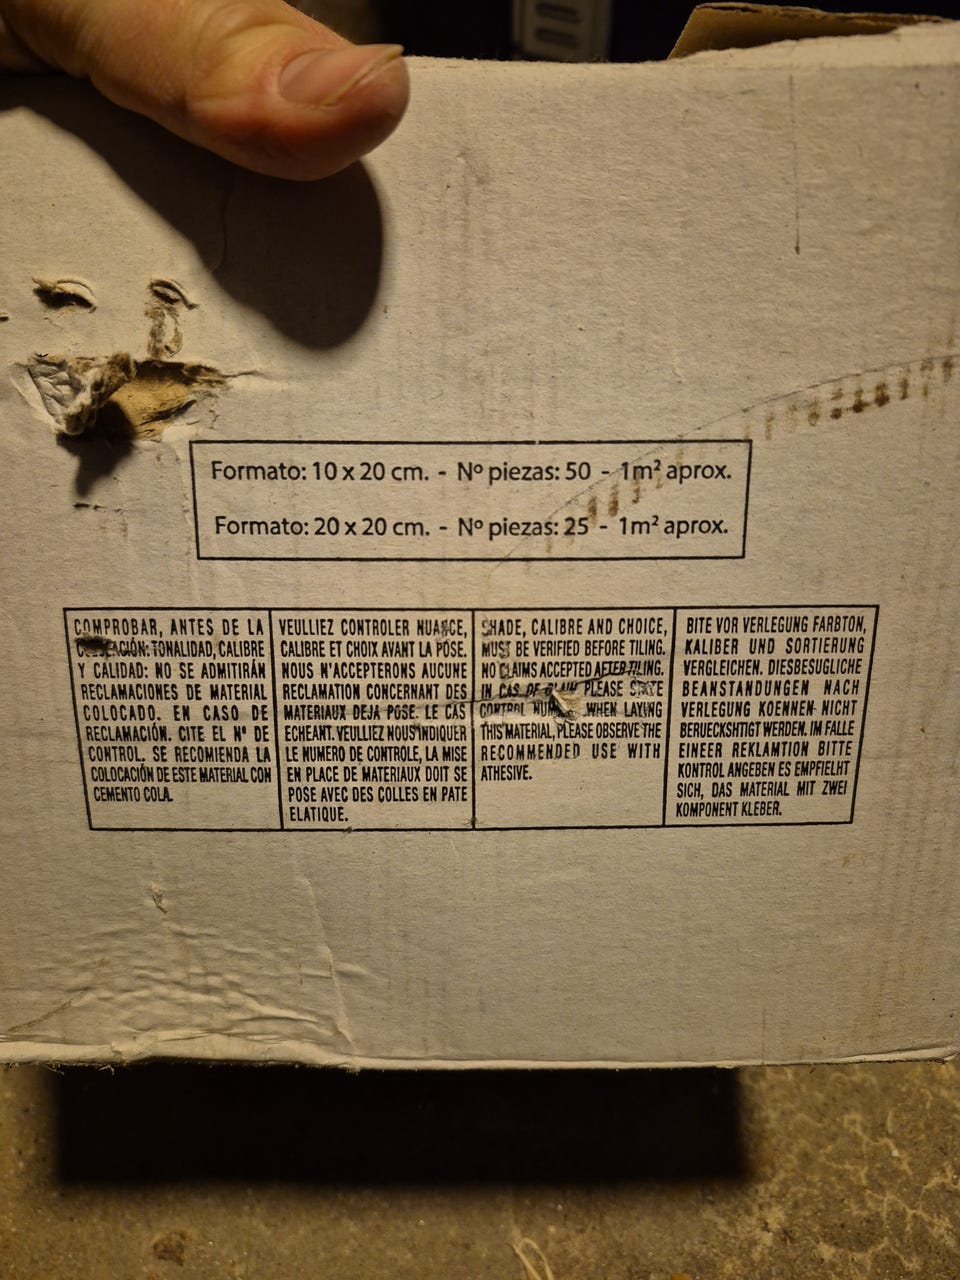 Formato: 10 x 20 cm. - Nº piezas: 50 - 1m² aprox.
Formato: 20 x 20 cm. - Nº piezas: 25 - 1m² aprox.
COMPROBAR, ANTES DE LA
TONALIDAD, CALIBRE
Y CALIDAD: NO SE ADMITIRÁN
RECLAMACIONES DE MATERIAL
COLOCADO. EN CASO DE
RECLAMACIÓN. CITE EL Nº DE
CONTROL. SE RECOMIENDA LA
COLOCACIÓN DE ESTE MATERIAL CON
CEMENTO COLA.
VEULLIEZ CONTROLER NUANCE,
CALIBRE ET CHOIX AVANT LA POSE.
NOUS N'ACCEPTERONS AUCUNE
RECLAMATION CONCERNANT DES
MATERIAUX DEJA POSE. LE CAS
ECHEANT. VEULLIEZ NOUS INDIQUER
LE NUMERO DE CONTROLE, LA MISE
EN PLACE DE MATERIAUX DOIT SE
POSE AVEC DES COLLES EN PATE
ELATIQUE.
SHADE, CALIBRE AND CHOICE,
MUST BE VERIFIED BEFORE TILING.
NO CLAIMS ACCEPTED AFTER TILING.
IN CAS OF PLEASE STATE
CONTROL WHEN LAYING
THIS MATERIAL, PLEASE OBSERVE THE
RECOMMENDED USE WITH
ATHESIVE.
BITE VOR VERLEGUNG FARBTON,
KALIBER UND SORTIERUNG
VERGLEICHEN. DIESBESUGLICHE
BEANSTANDUNGEN NACH
VERLEGUNG KOENNEN NICHT
BERUECKSHTIGT WERDEN. IM FALLE
EINEER REKLAMTION BITTE
KONTROL ANGEBEN ES EMPFIELHT
SICH, DAS MATERIAL MIT ZWEI
KOMPONENT KLEBER.